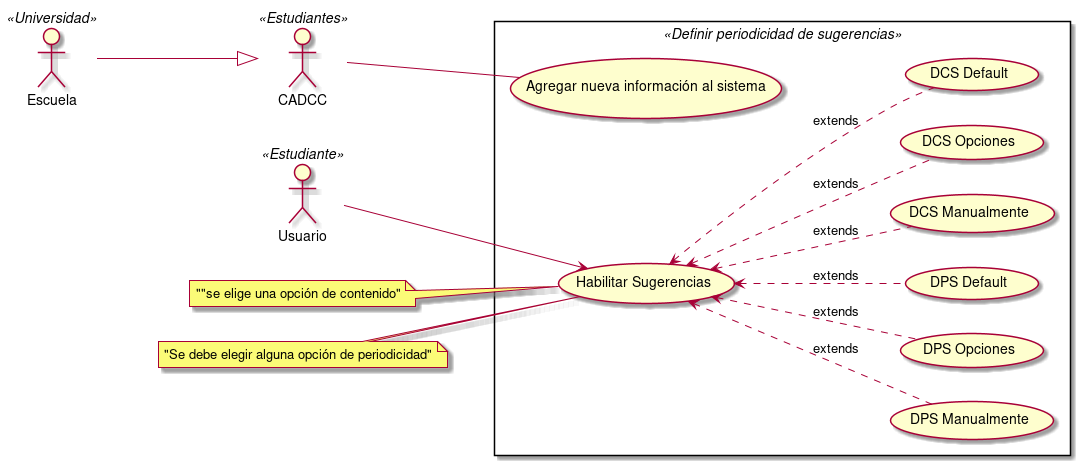 «Universidad»
Escuela
«Estudiantes»
CADCC
«Estudiante»
Usuario
""se elige una opción de contenido"
"Se debe elegir alguna opción de periodicidad"
«Definir periodicidad de sugerencias»
Agregar nueva información al sistema
Habilitar Sugerencias
extends
extends
extends
extends
extends
extends
DCS Default
DCS Opciones
DCS Manualmente
DPS Default
DPS Opciones
DPS Manualmente